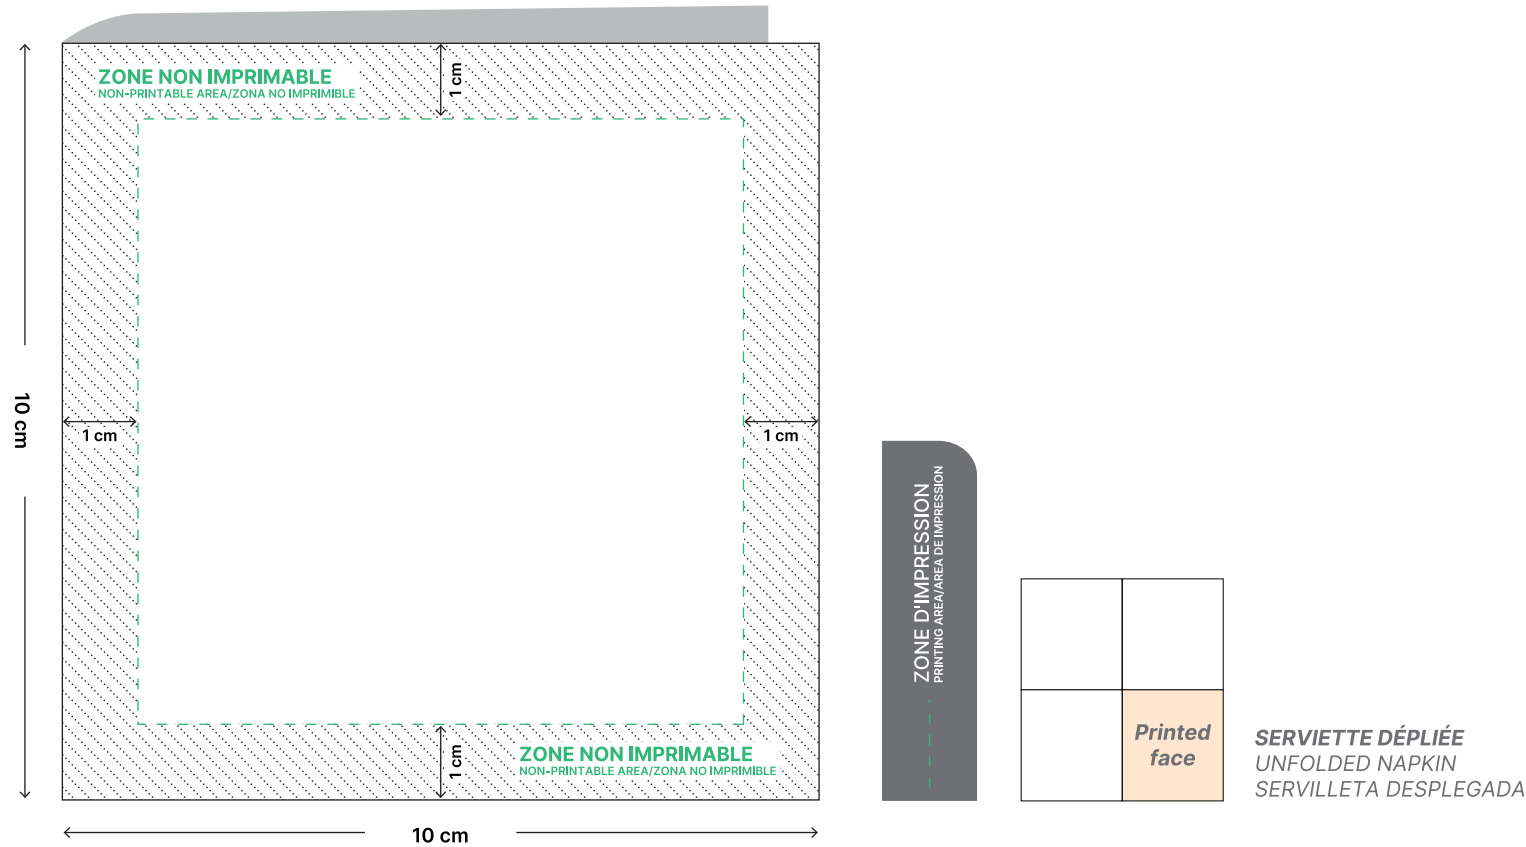 ZONE NON IMPRIMABLE
NON-PRINTABLE AREA/ZONA NO IMPRIMIBLE
1 cm
10 cm
1 cm
1 cm
ZONE D'IMPRESSION
PRINTING AREA/AREA DE IMPRESSION
Printed
face
SERVIETTE DÉPLIÉE
UNFOLDED NAPKIN
SERVILLETA DESPLEGADA
1 cm
ZONE NON IMPRIMABLE
NON-PRINTABLE AREA/ZONA NO IMPRIMIBLE
10 cm